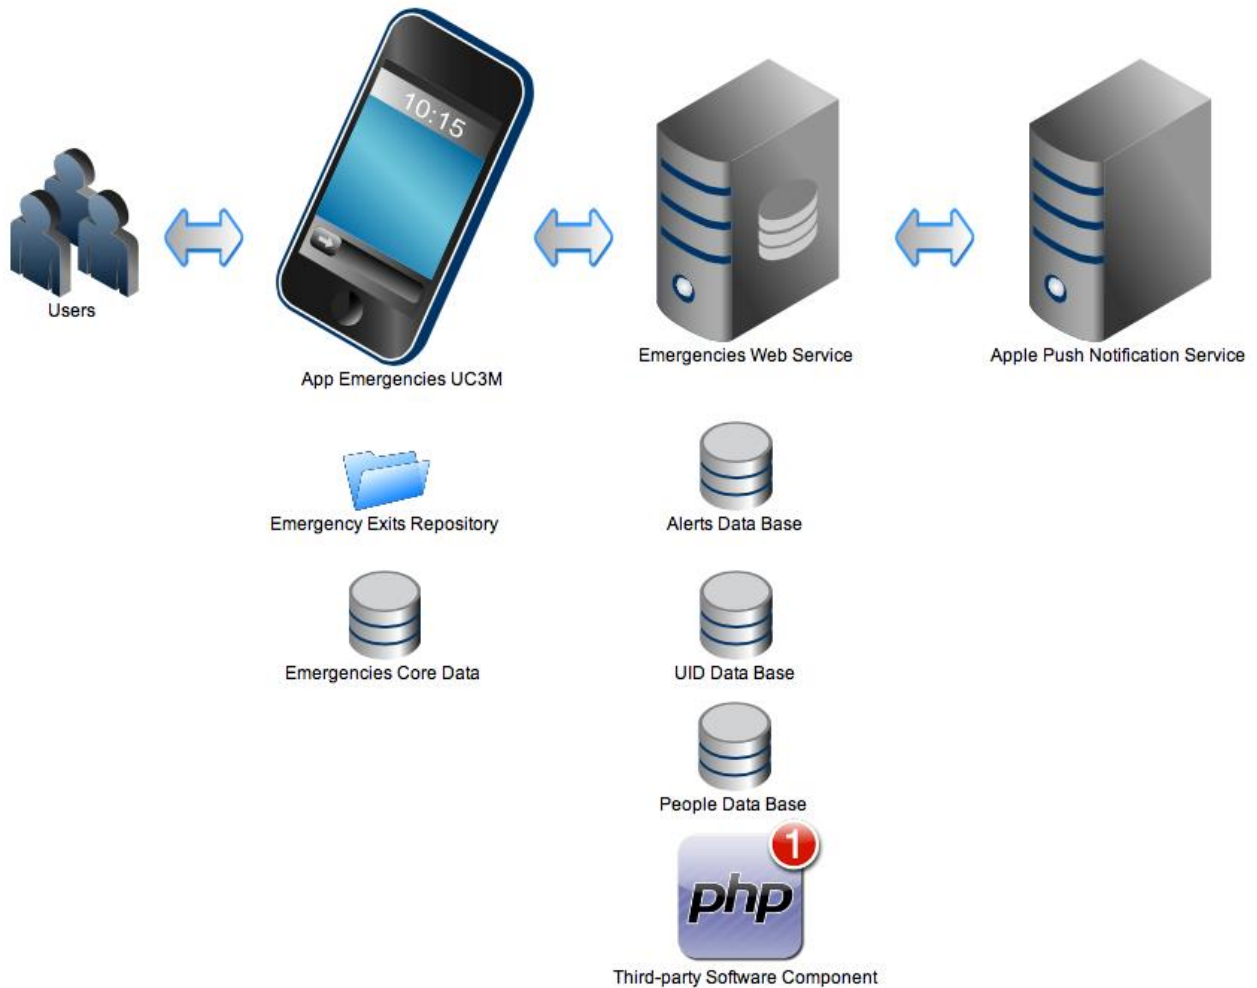 10:15
Users
App Emergencies UC3M
Emergencies Web Service
Apple Push Notification Service
Emergency Exits Repository
Alerts Data Base
Emergencies Core Data
UID Data Base
People Data Base
1
php
Third-party Software Component